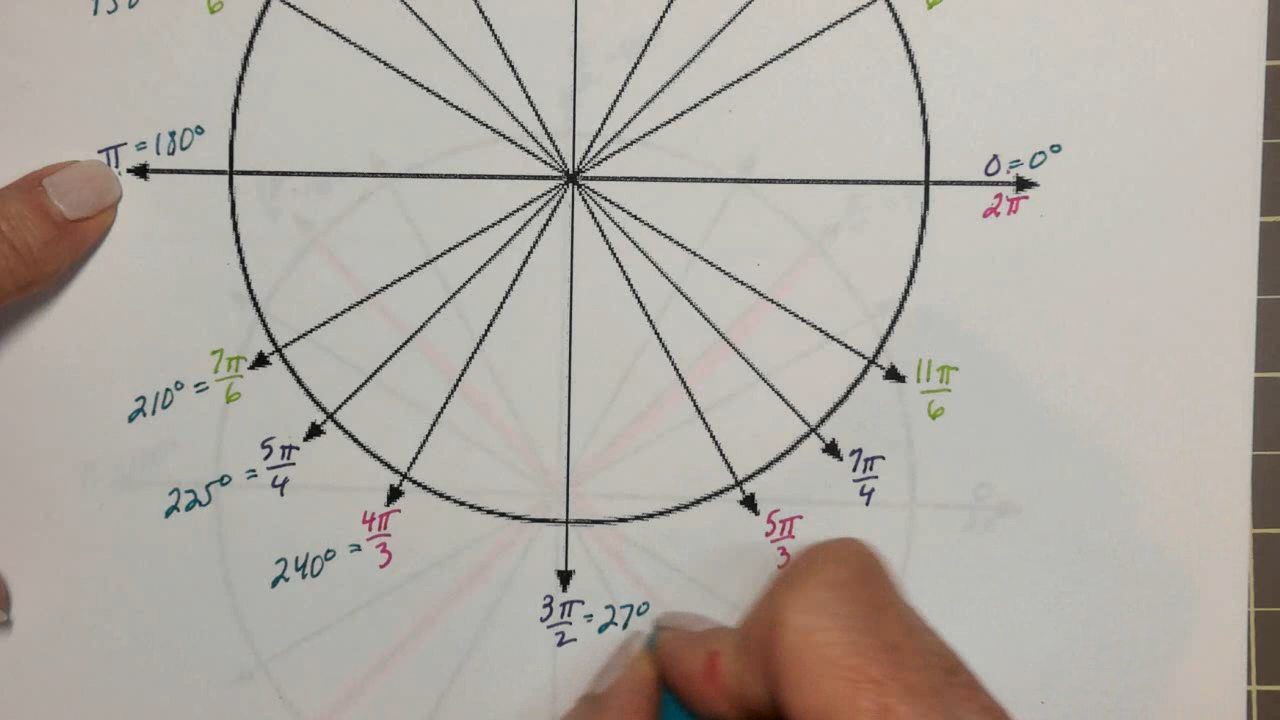 6
π = 180°
0 = 0°
2π
210° = 7π/6
11π/6
225° = 5π/4
7π/4
240° = 4π/3
5π/3
3π/2 = 270